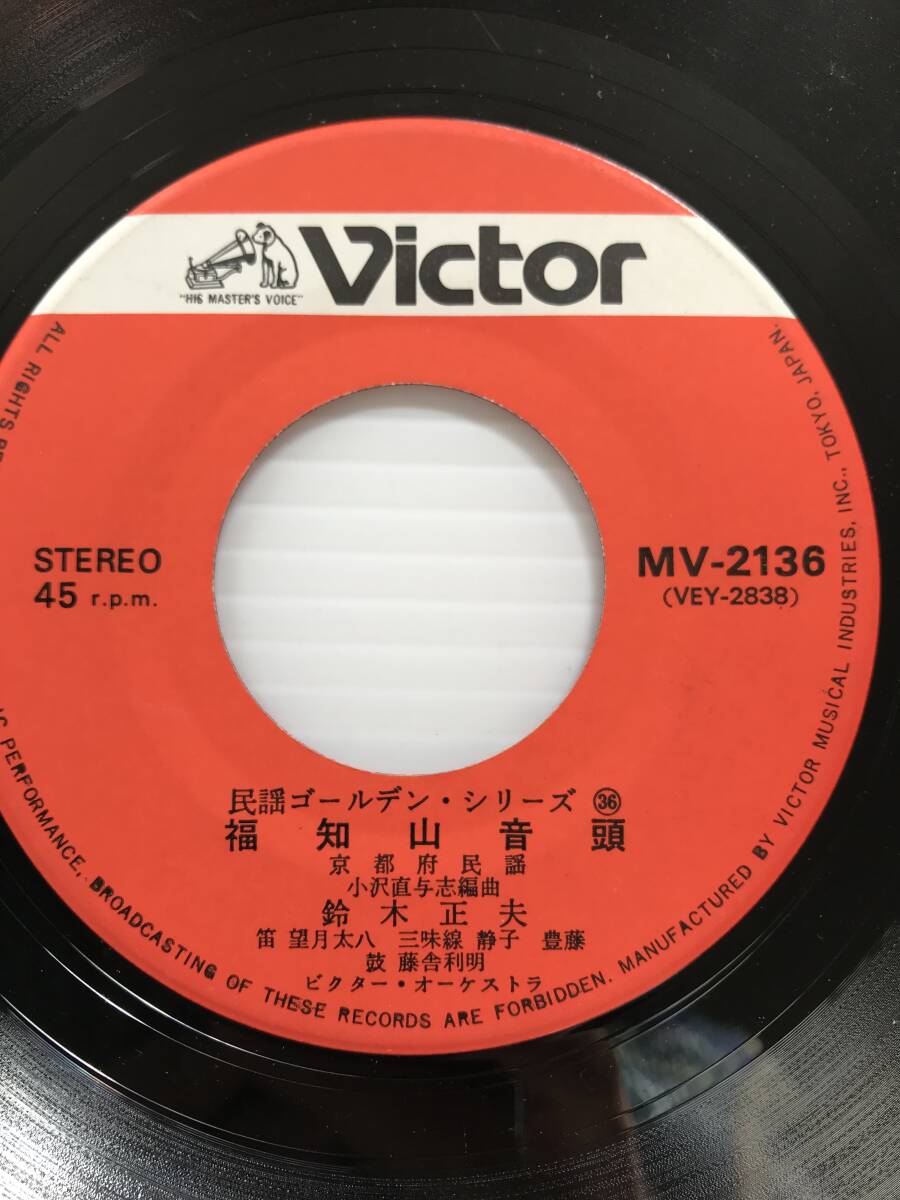 Victor
"HIS MASTER'S VOICE"
STEREO
45 r.p.m.
MV-2136
(VEY-2838)
民謡ゴールデン・シリーズ ㊱
福知山音頭
京都府民謡
小沢直与志編曲
鈴木正夫
笛 望月太八 三味線 静子 豊藤
鼓 藤舎利明
ビクター・オーケストラ
ALL RIGHTS
PERFORMANCE, BROADCASTING OF THESE RECORDS ARE FORBIDDEN. MANUFACTURED BY VICTOR MUSICAL INDUSTRIES, INC., TOKYO, JAPAN.